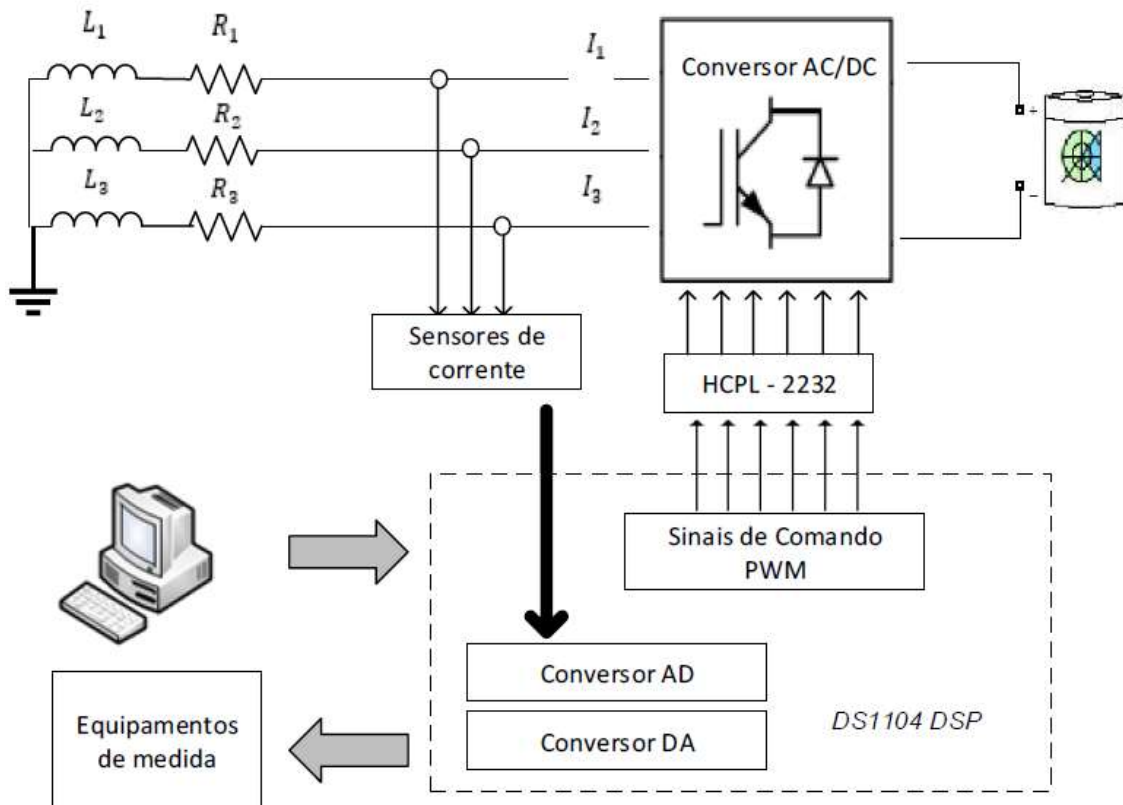 L1
R1
I1
L2
R2
I2
L3
R3
I3
Conversor AC/DC
+
−
Sensores de
corrente
HCPL - 2232
Sinais de Comando
PWM
Conversor AD
Conversor DA
DS1104 DSP
Equipamentos
de medida